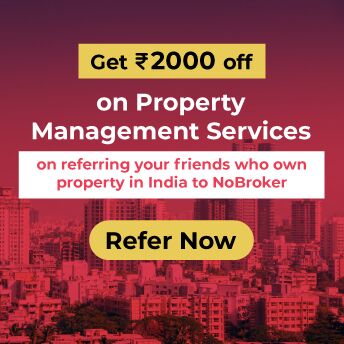 Get ₹2000 off
on Property
Management Services
on referring your friends who own
property in India to NoBroker
Refer Now